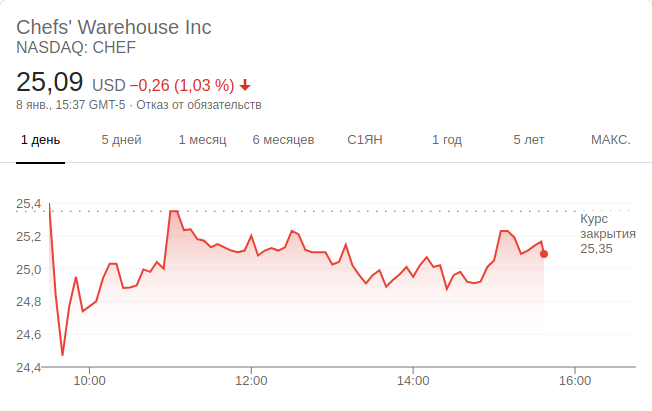 Chefs' Warehouse Inc
NASDAQ: CHEF
25,09 USD −0,26 (1,03 %)
8 янв., 15:37 GMT-5 · Отказ от обязательств
1 день 5 дней 1 месяц 6 месяцев С1ЯН 1 год 5 лет МАКС.
25,4
Курс
закрытия
25,35
25,2
25,0
24,8
24,6
24,4
10:00 12:00 14:00 16:00